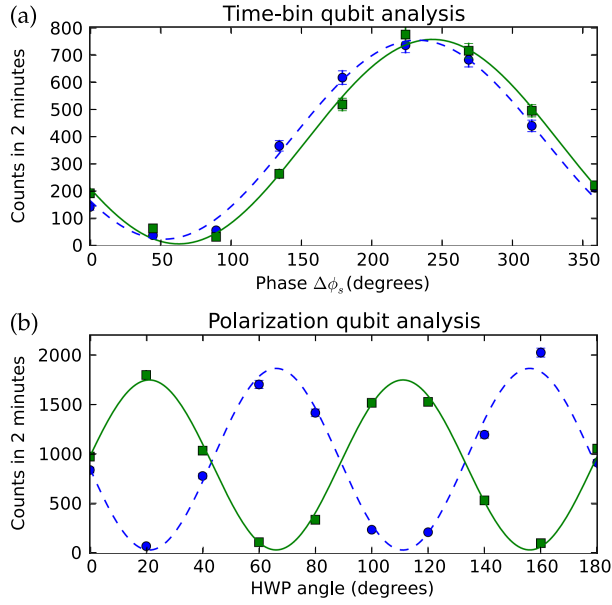 (a)
Time-bin qubit analysis
800
700
600
500
400
300
200
100
0
Counts in 2 minutes
0 50 100 150 200 250 300 350
Phase Δϕs (degrees)
(b)
Polarization qubit analysis
2000
1500
1000
500
0
Counts in 2 minutes
0 20 40 60 80 100 120 140 160 180
HWP angle (degrees)